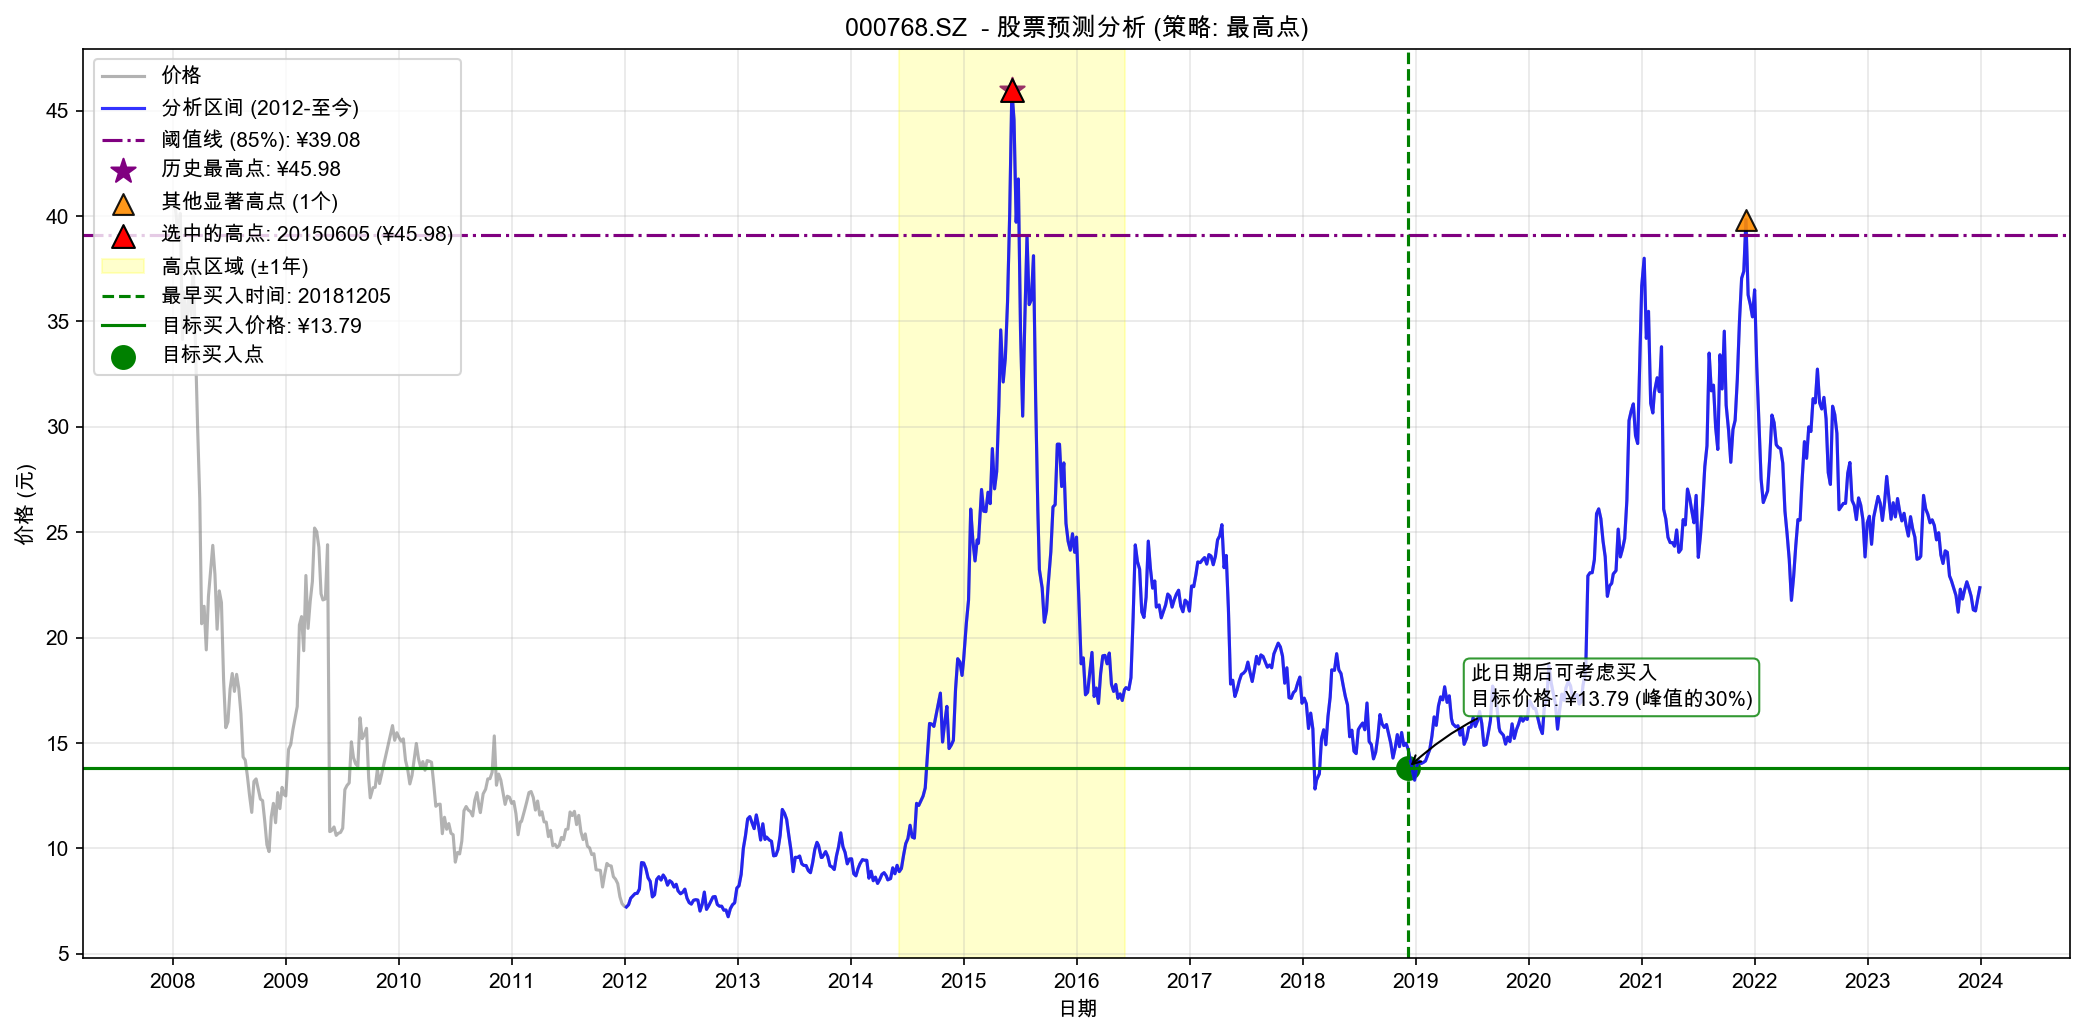 000768.SZ  - 股票预测分析 (策略: 最高点)
价格
分析区间 (2012-至今)
阈值线 (85%): ¥39.08
历史最高点: ¥45.98
其他显著高点 (1个)
选中的高点: 20150605 (¥45.98)
高点区域 (±1年)
最早买入时间: 20181205
目标买入价格: ¥13.79
目标买入点
价格 (元)
45
40
35
30
25
20
15
10
5
此日期后可考虑买入
目标价格: ¥13.79 (峰值的30%)
2008 2009 2010 2011 2012 2013 2014 2015 2016 2017 2018 2019 2020 2021 2022 2023 2024
日期